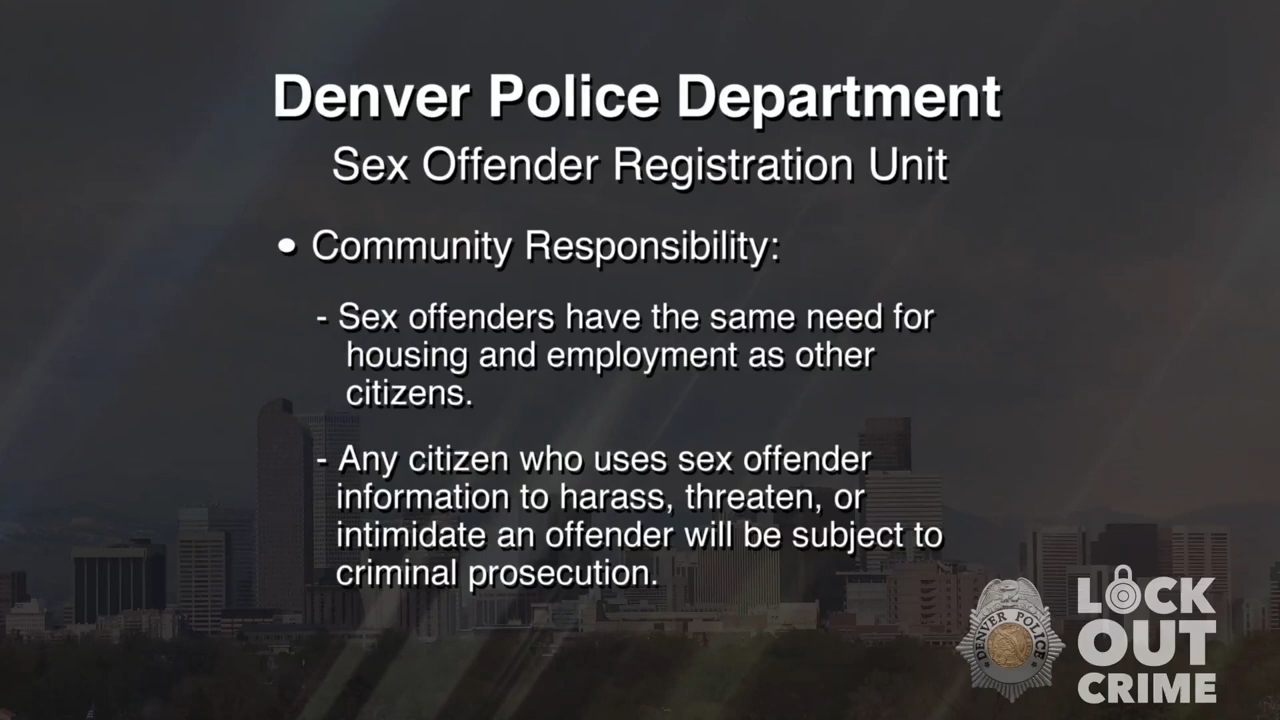 Denver Police Department
Sex Offender Registration Unit
• Community Responsibility:
- Sex offenders have the same need for
housing and employment as other
citizens.
- Any citizen who uses sex offender
information to harass, threaten, or
intimidate an offender will be subject to
criminal prosecution.
DENVER POLICE
LOCK
OUT
CRIME